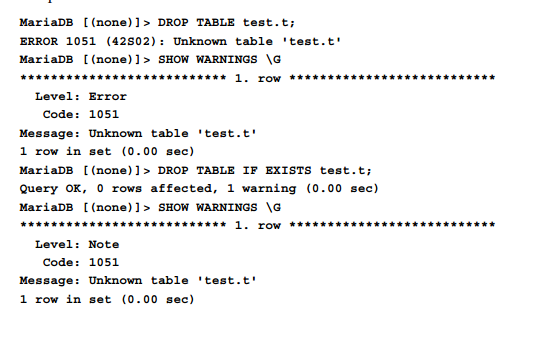 MariaDB [(none)]> DROP TABLE test.t;
ERROR 1051 (42S02): Unknown table 'test.t'
MariaDB [(none)]> SHOW WARNINGS \G
*************************** 1. row ***************************
Level: Error
Code: 1051
Message: Unknown table 'test.t'
1 row in set (0.00 sec)
MariaDB [(none)]> DROP TABLE IF EXISTS test.t;
Query OK, 0 rows affected, 1 warning (0.00 sec)
MariaDB [(none)]> SHOW WARNINGS \G
*************************** 1. row ***************************
Level: Note
Code: 1051
Message: Unknown table 'test.t'
1 row in set (0.00 sec)